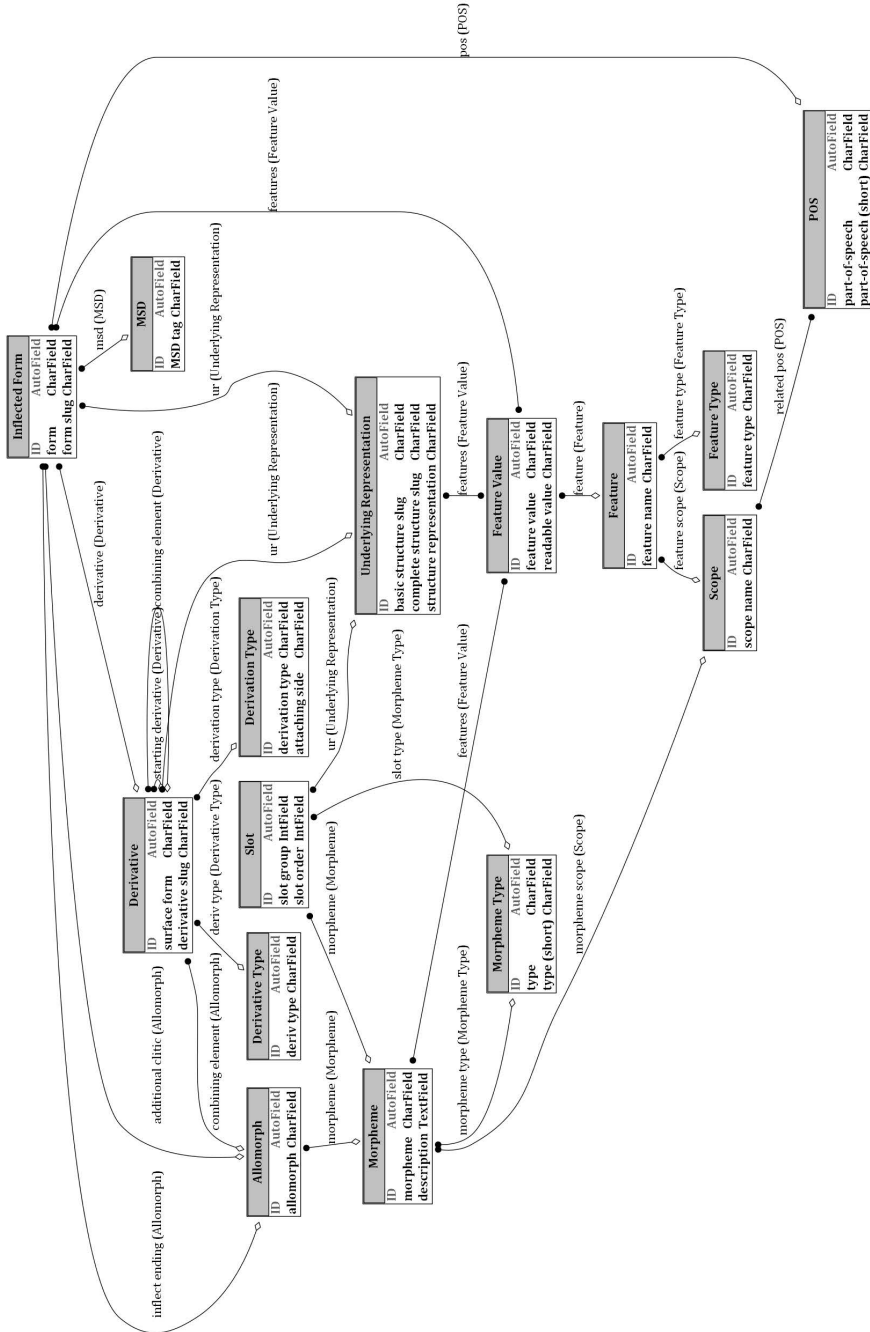 Inflected Form
ID AutoField
form CharField
form slug CharField
MSD
ID AutoField
MSD tag CharField
Derivative
ID AutoField
surface form CharField
derivative slug CharField
Derivative Type
ID AutoField
deriv type CharField
Derivation Type
ID AutoField
derivation type CharField
attaching side CharField
Allomorph
ID AutoField
allomorph CharField
Slot
ID AutoField
slot group IntField
slot order IntField
Underlying Representation
ID AutoField
basic structure slug CharField
complete structure slug CharField
structure representation CharField
Morpheme
ID AutoField
morpheme CharField
description TextField
Morpheme Type
ID AutoField
type CharField
type (short) CharField
Feature Value
ID AutoField
feature value CharField
readable value CharField
Feature
ID AutoField
feature name CharField
Feature Type
ID AutoField
feature type CharField
Scope
ID AutoField
scope name CharField
POS
ID AutoField
part-of-speech CharField
part-of-speech (short) CharField
inflect ending (Allomorph)
additional clitic (Allomorph)
combining element (Allomorph)
derivative (Derivative)
starting derivative (Derivative)
combining element (Derivative)
deriv type (Derivative Type)
derivation type (Derivation Type)
msd (MSD)
ur (Underlying Representation)
ur (Underlying Representation)
ur (Underlying Representation)
features (Feature Value)
features (Feature Value)
features (Feature Value)
pos (POS)
morpheme (Morpheme)
morpheme (Morpheme)
slot type (Morpheme Type)
morpheme type (Morpheme Type)
morpheme scope (Scope)
feature (Feature)
feature scope (Scope)
feature type (Feature Type)
related pos (POS)